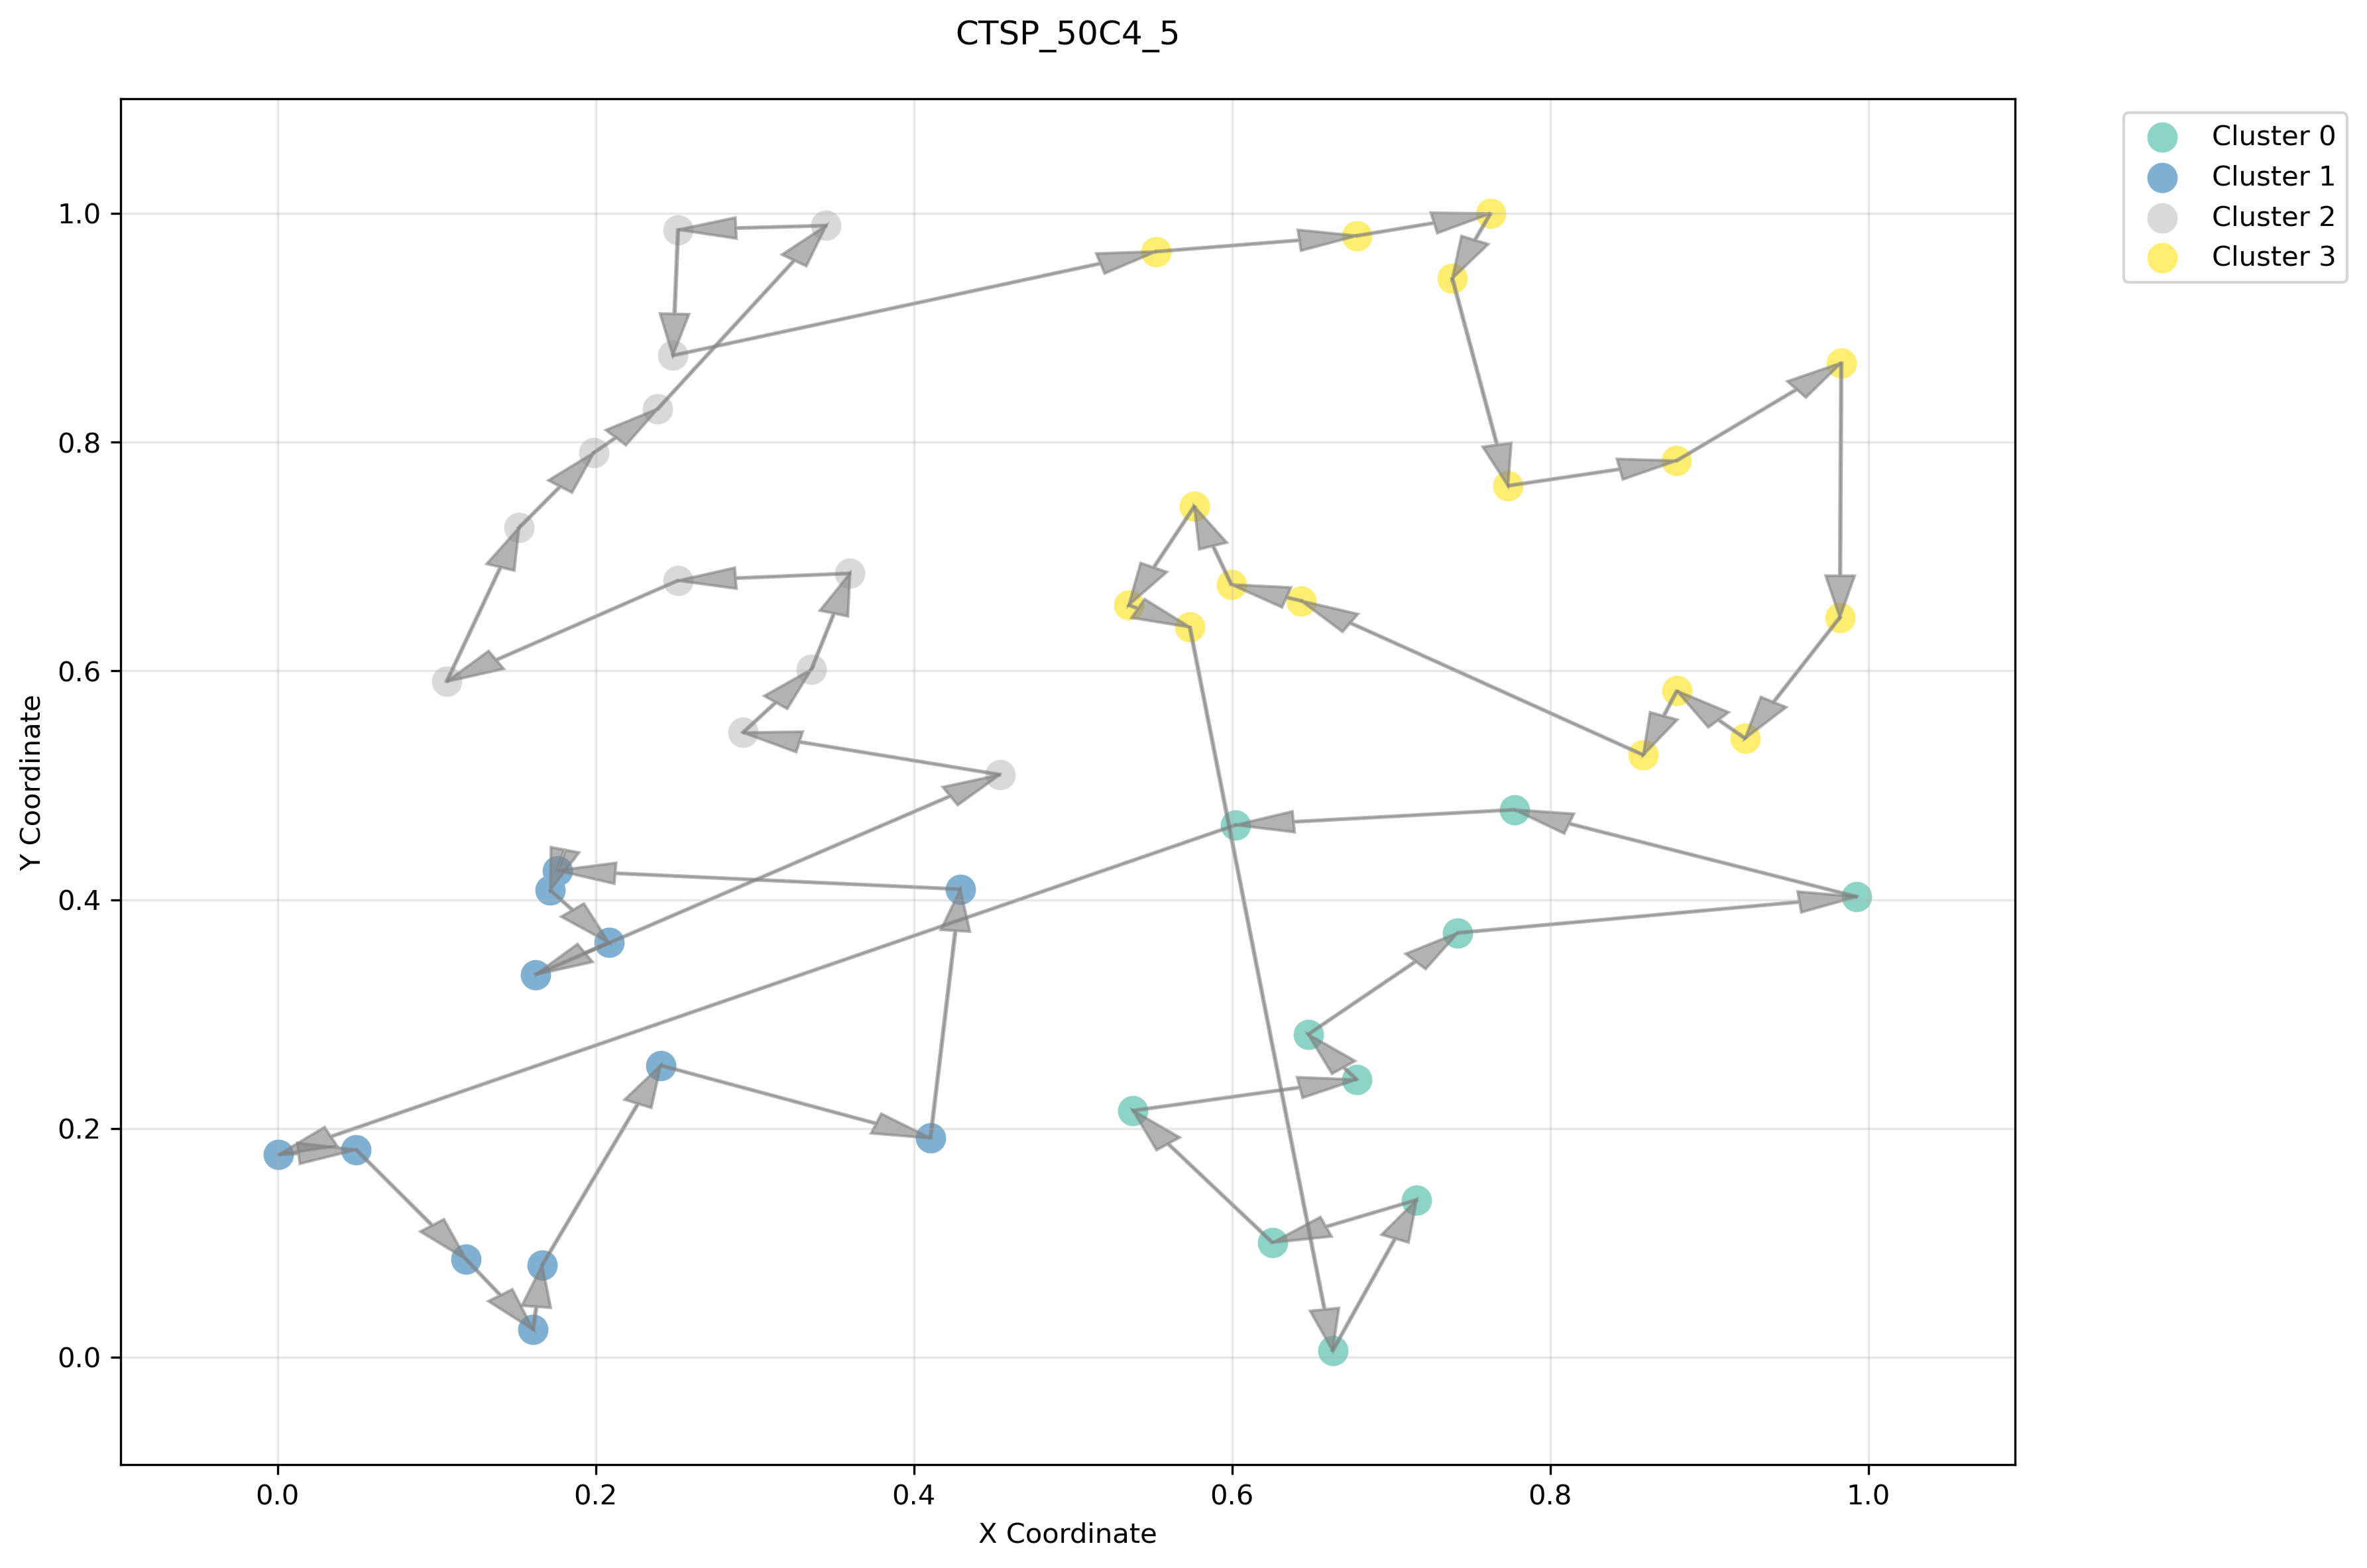 CTSP_50C4_5
Cluster 0
Cluster 1
Cluster 2
Cluster 3
1.0
0.8
0.6
0.4
0.2
0.0
Y Coordinate
0.0 0.2 0.4 0.6 0.8 1.0
X Coordinate